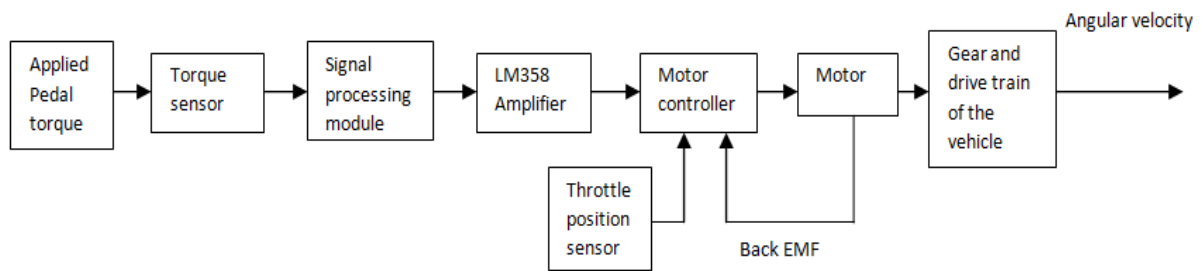 Angular velocity
Applied
Pedal
torque
Torque
sensor
Signal
processing
module
LM358
Amplifier
Motor
controller
Motor
Gear and
drive train
of the
vehicle
Throttle
position
sensor
Back EMF